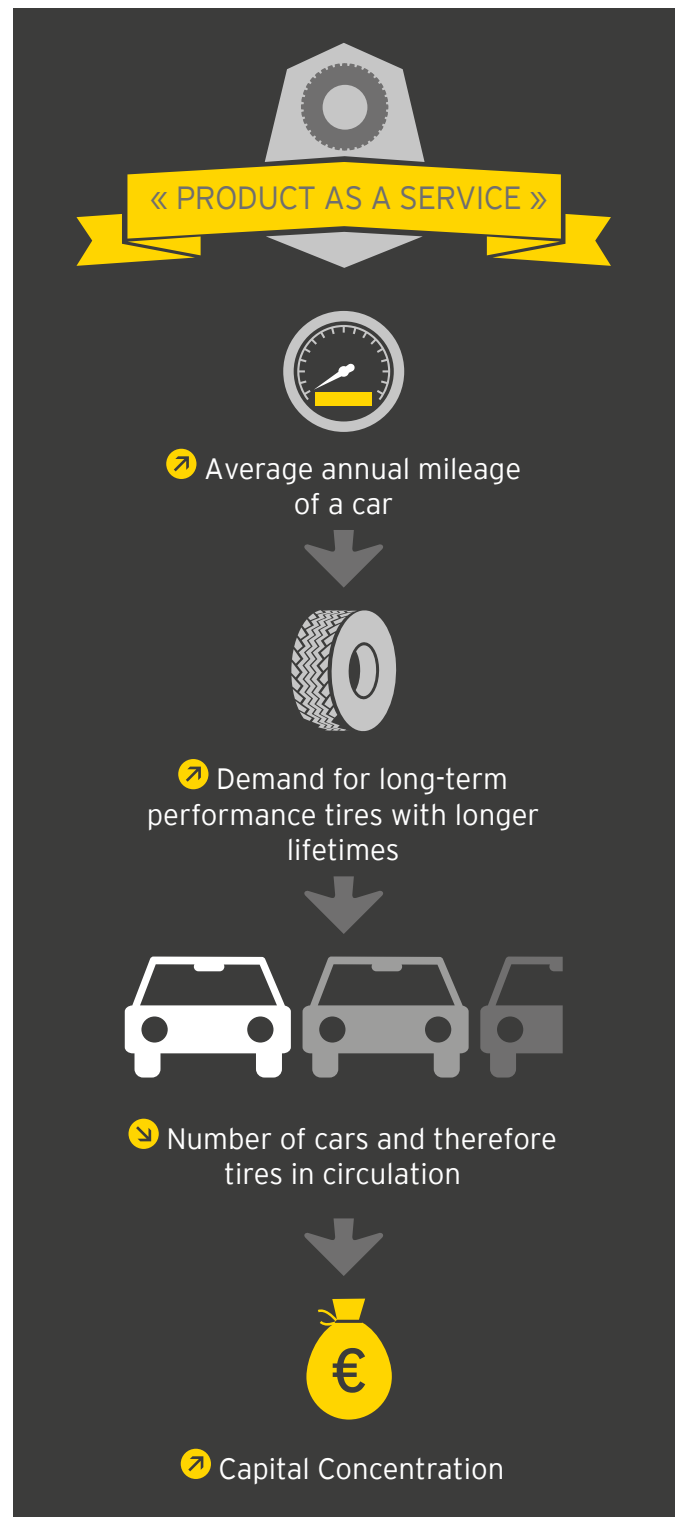 « PRODUCT AS A SERVICE »
Average annual mileage
of a car
Demand for long-term
performance tires with longer
lifetimes
Number of cars and therefore
tires in circulation
€
Capital Concentration